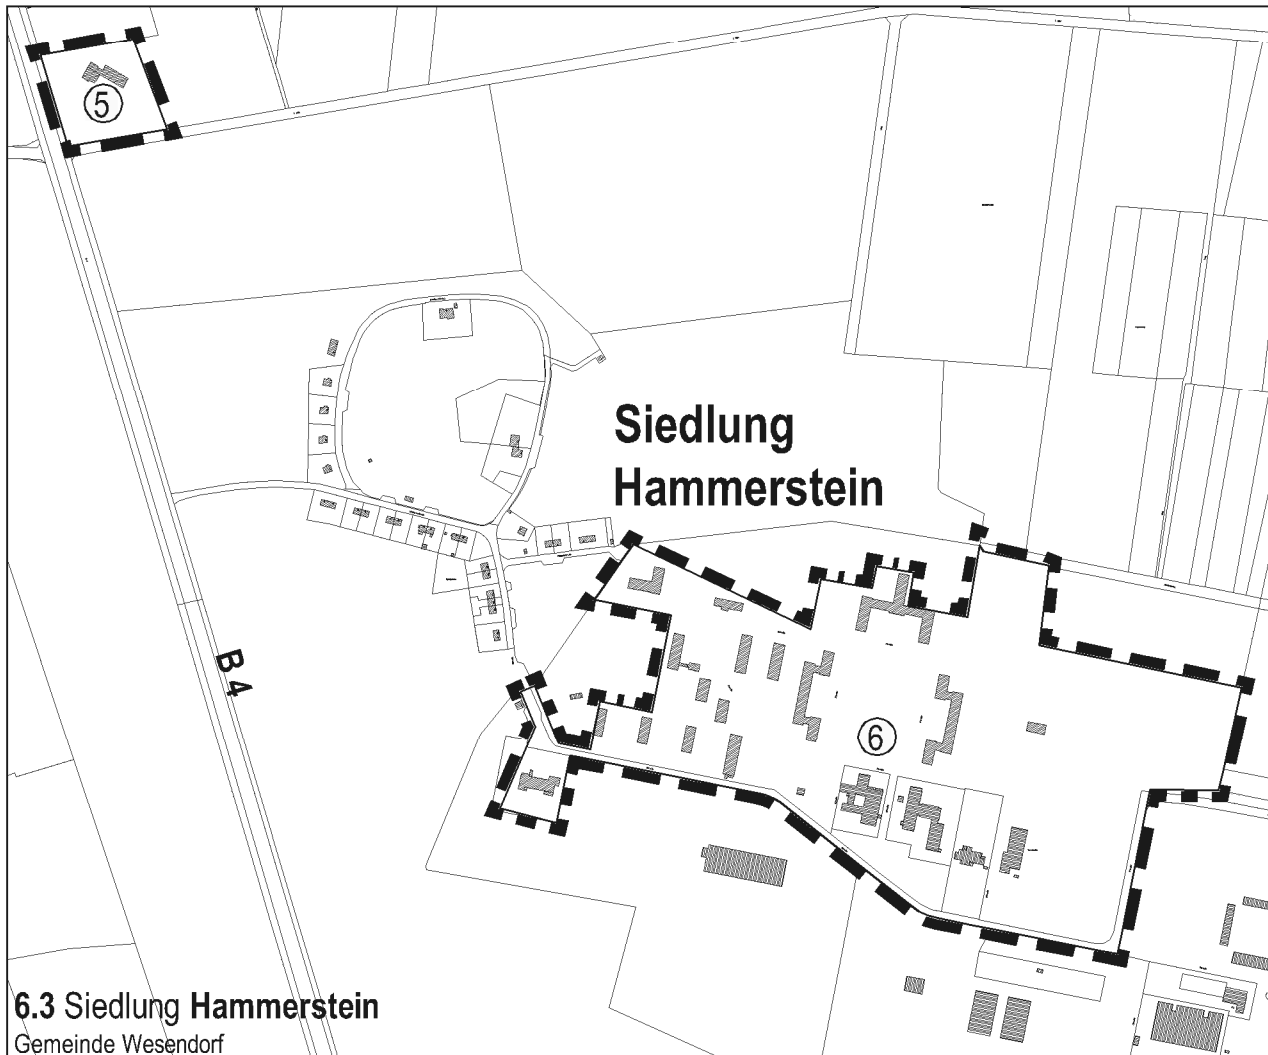 5
Siedlung
Hammerstein
B 4
6
6.3 Siedlung Hammerstein
Gemeinde Wesendorf